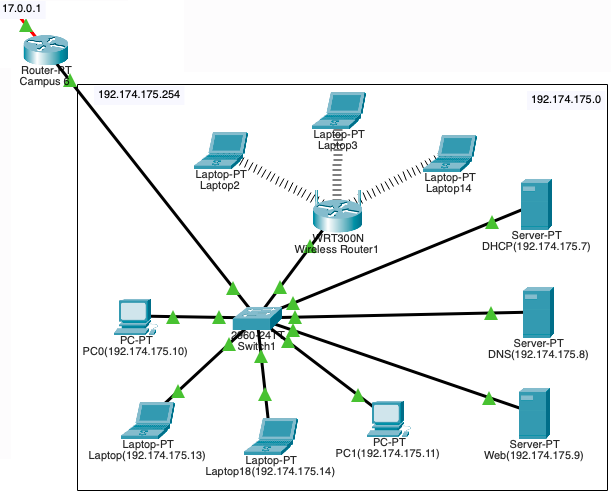 17.0.0.1
Router-PT
Campus 6
192.174.175.254
192.174.175.0
Laptop-PT
Laptop3
Laptop-PT
Laptop2
Laptop-PT
Laptop14
WRT300N
Wireless Router1
Server-PT
DHCP(192.174.175.7)
PC-PT
PC0(192.174.175.10)
2960-24TT
Switch1
Server-PT
DNS(192.174.175.8)
Laptop-PT
Laptop(192.174.175.13)
Laptop-PT
Laptop18(192.174.175.14)
PC-PT
PC1(192.174.175.11)
Server-PT
Web(192.174.175.9)